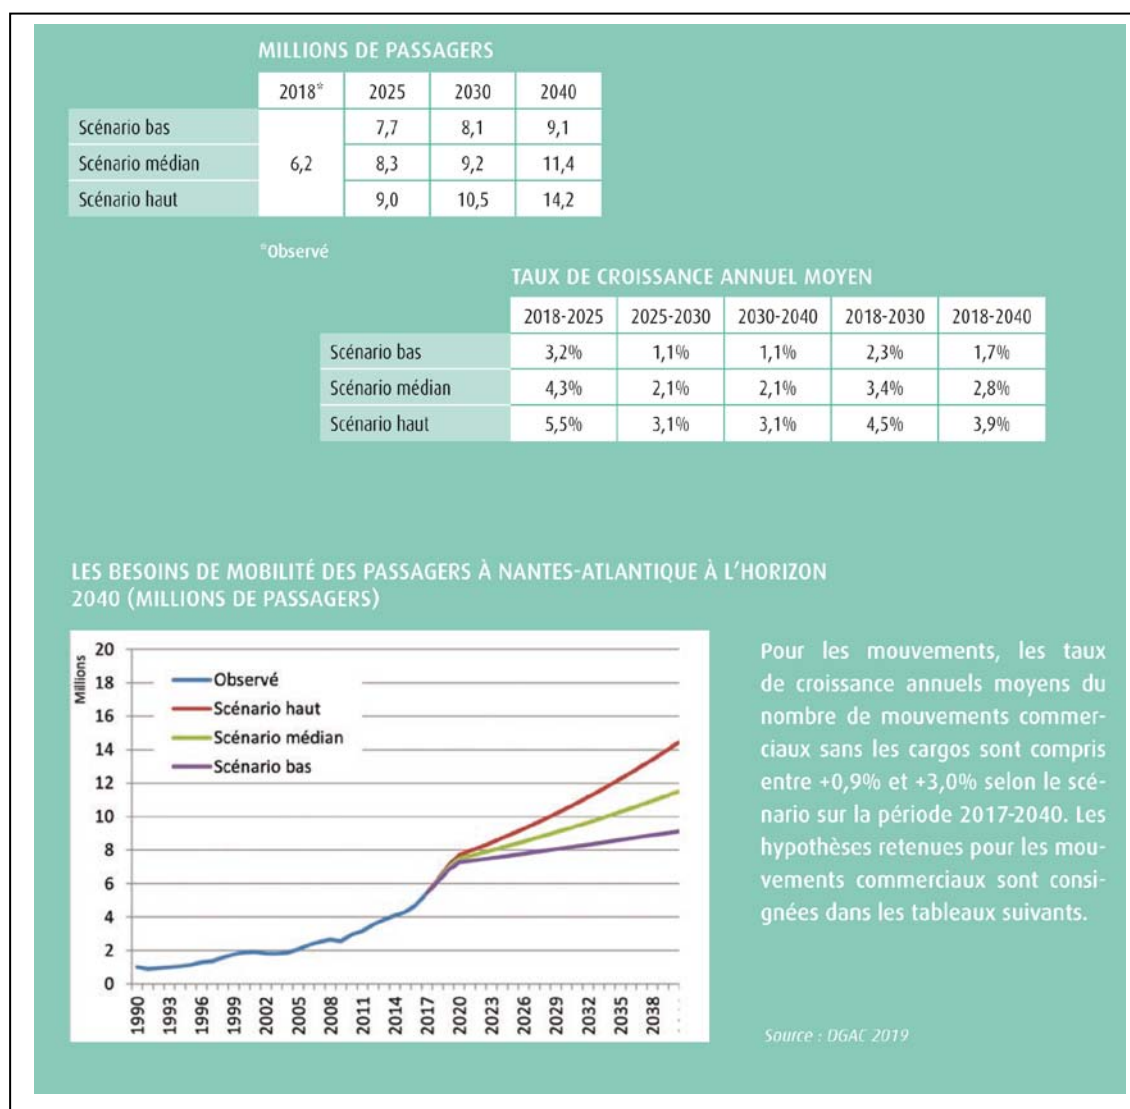 MILLIONS DE PASSAGERS
2018* 2025 2030 2040
Scénario bas 7,7 8,1 9,1
Scénario médian 6,2 8,3 9,2 11,4
Scénario haut 9,0 10,5 14,2
*Observé
TAUX DE CROISSANCE ANNUEL MOYEN
2018-2025 2025-2030 2030-2040 2018-2030 2018-2040
Scénario bas 3,2% 1,1% 1,1% 2,3% 1,7%
Scénario médian 4,3% 2,1% 2,1% 3,4% 2,8%
Scénario haut 5,5% 3,1% 3,1% 4,5% 3,9%
LES BESOINS DE MOBILITÉ DES PASSAGERS À NANTES-ATLANTIQUE À L'HORIZON
2040 (MILLIONS DE PASSAGERS)
Millions
20
18
16
14
12
10
8
6
4
2
0
Observé
Scénario haut
Scénario médian
Scénario bas
1990 1993 1996 1999 2002 2005 2008 2011 2014 2017 2020 2023 2026 2029 2032 2035 2038 ...
Pour les mouvements, les taux
de croissance annuels moyens du
nombre de mouvements commer-
ciaux sans les cargos sont compris
entre +0,9% et +3,0% selon le scé-
nario sur la période 2017-2040. Les
hypothèses retenues pour les mou-
vements commerciaux sont consi-
gnées dans les tableaux suivants.
Source : DGAC 2019